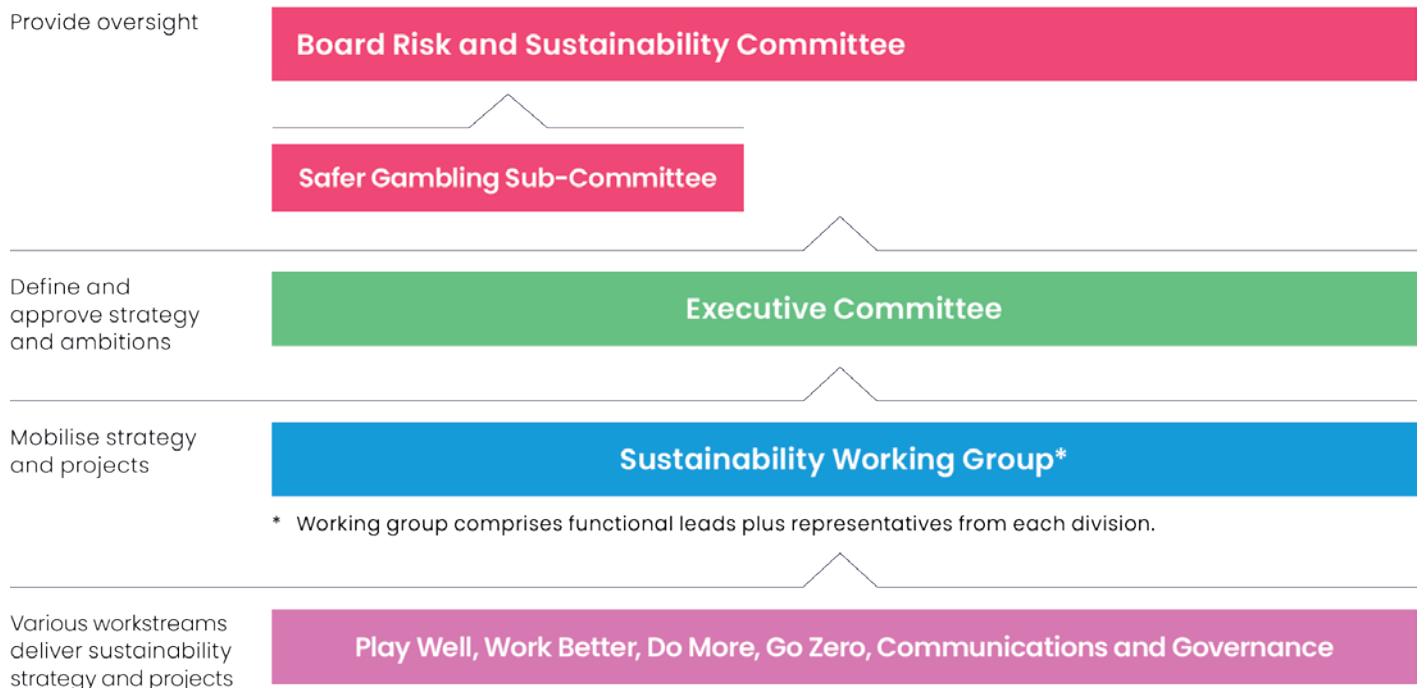 Provide oversight
Board Risk and Sustainability Committee
Safer Gambling Sub-Committee
Define and
approve strategy
and ambitions
Executive Committee
Mobilise strategy
and projects
Sustainability Working Group*
* Working group comprises functional leads plus representatives from each division.
Various workstreams
deliver sustainability
strategy and projects
Play Well, Work Better, Do More, Go Zero, Communications and Governance